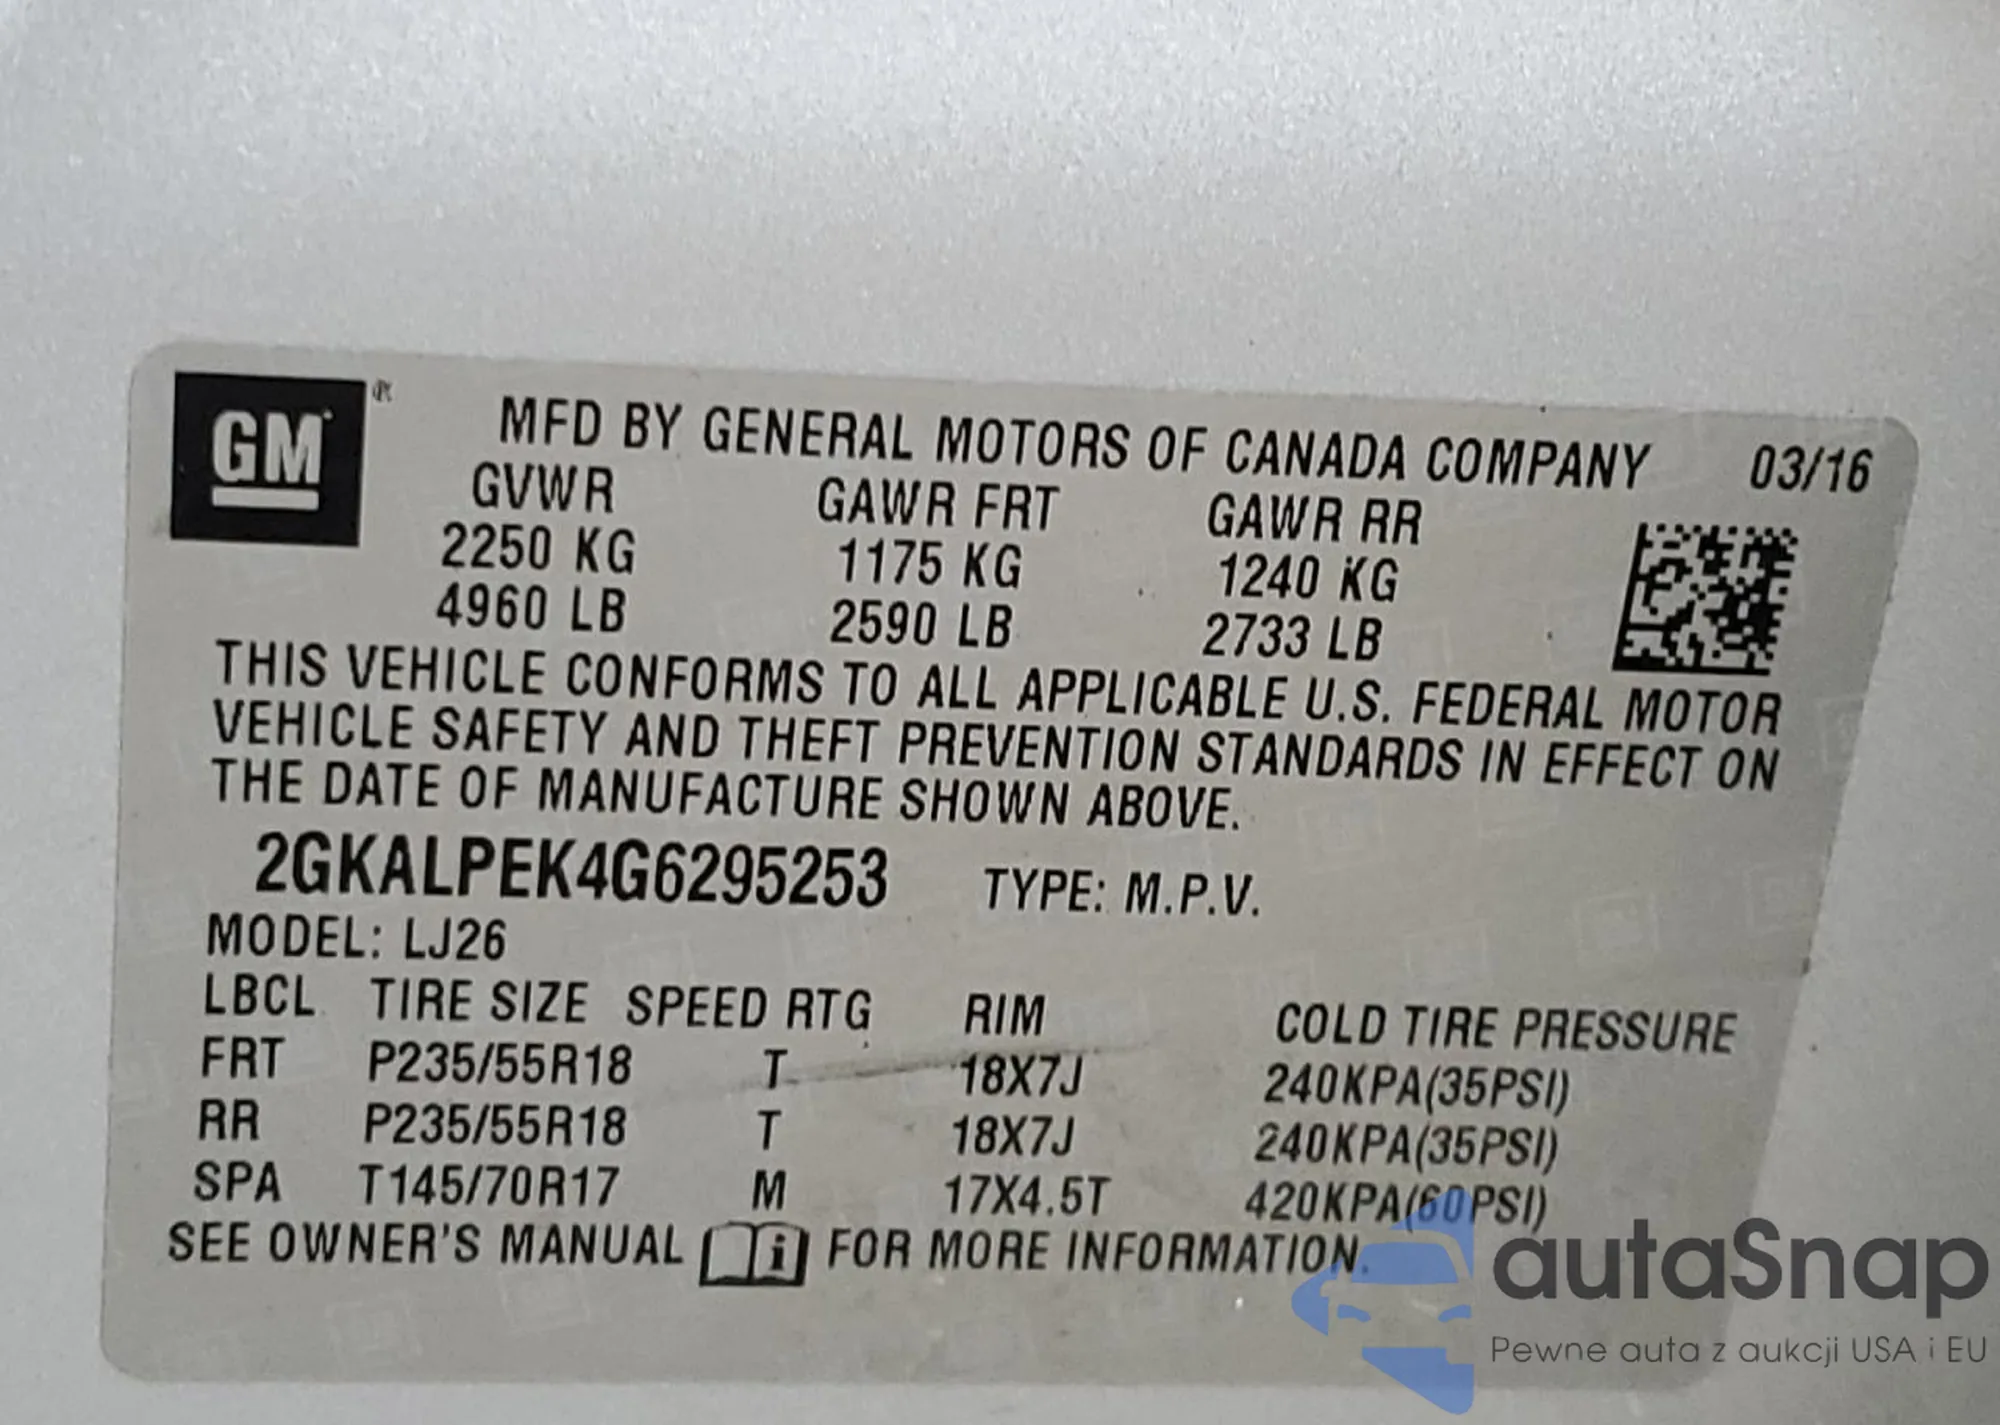 GM ®
MFD BY GENERAL MOTORS OF CANADA COMPANY 03/16
GVWR GAWR FRT GAWR RR
2250 KG 1175 KG 1240 KG
4960 LB 2590 LB 2733 LB
THIS VEHICLE CONFORMS TO ALL APPLICABLE U.S. FEDERAL MOTOR
VEHICLE SAFETY AND THEFT PREVENTION STANDARDS IN EFFECT ON
THE DATE OF MANUFACTURE SHOWN ABOVE.
2GKALPEK4G6295253 TYPE: M.P.V.
MODEL: LJ26
LBCL TIRE SIZE SPEED RTG RIM COLD TIRE PRESSURE
FRT P235/55R18 T 18X7J 240KPA(35PSI)
RR P235/55R18 T 18X7J 240KPA(35PSI)
SPA T145/70R17 M 17X4.5T 420KPA(60PSI)
SEE OWNER'S MANUAL i FOR MORE INFORMATION.
autaSnap
Pewne auta z aukcji USA i EU